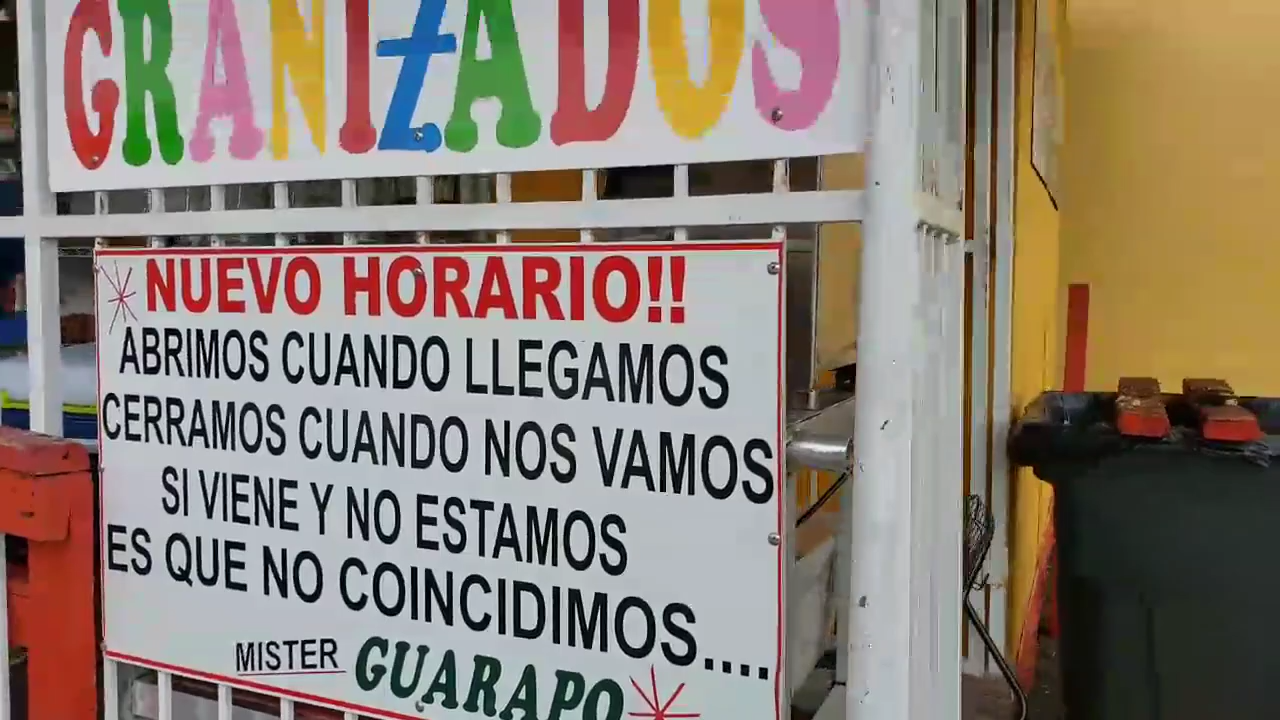 GRANIZADOS
NUEVO HORARIO!!
ABRIMOS CUANDO LLEGAMOS
CERRAMOS CUANDO NOS VAMOS
SI VIENE Y NO ESTAMOS
ES QUE NO COINCIDIMOS....
MISTER GUARAPO